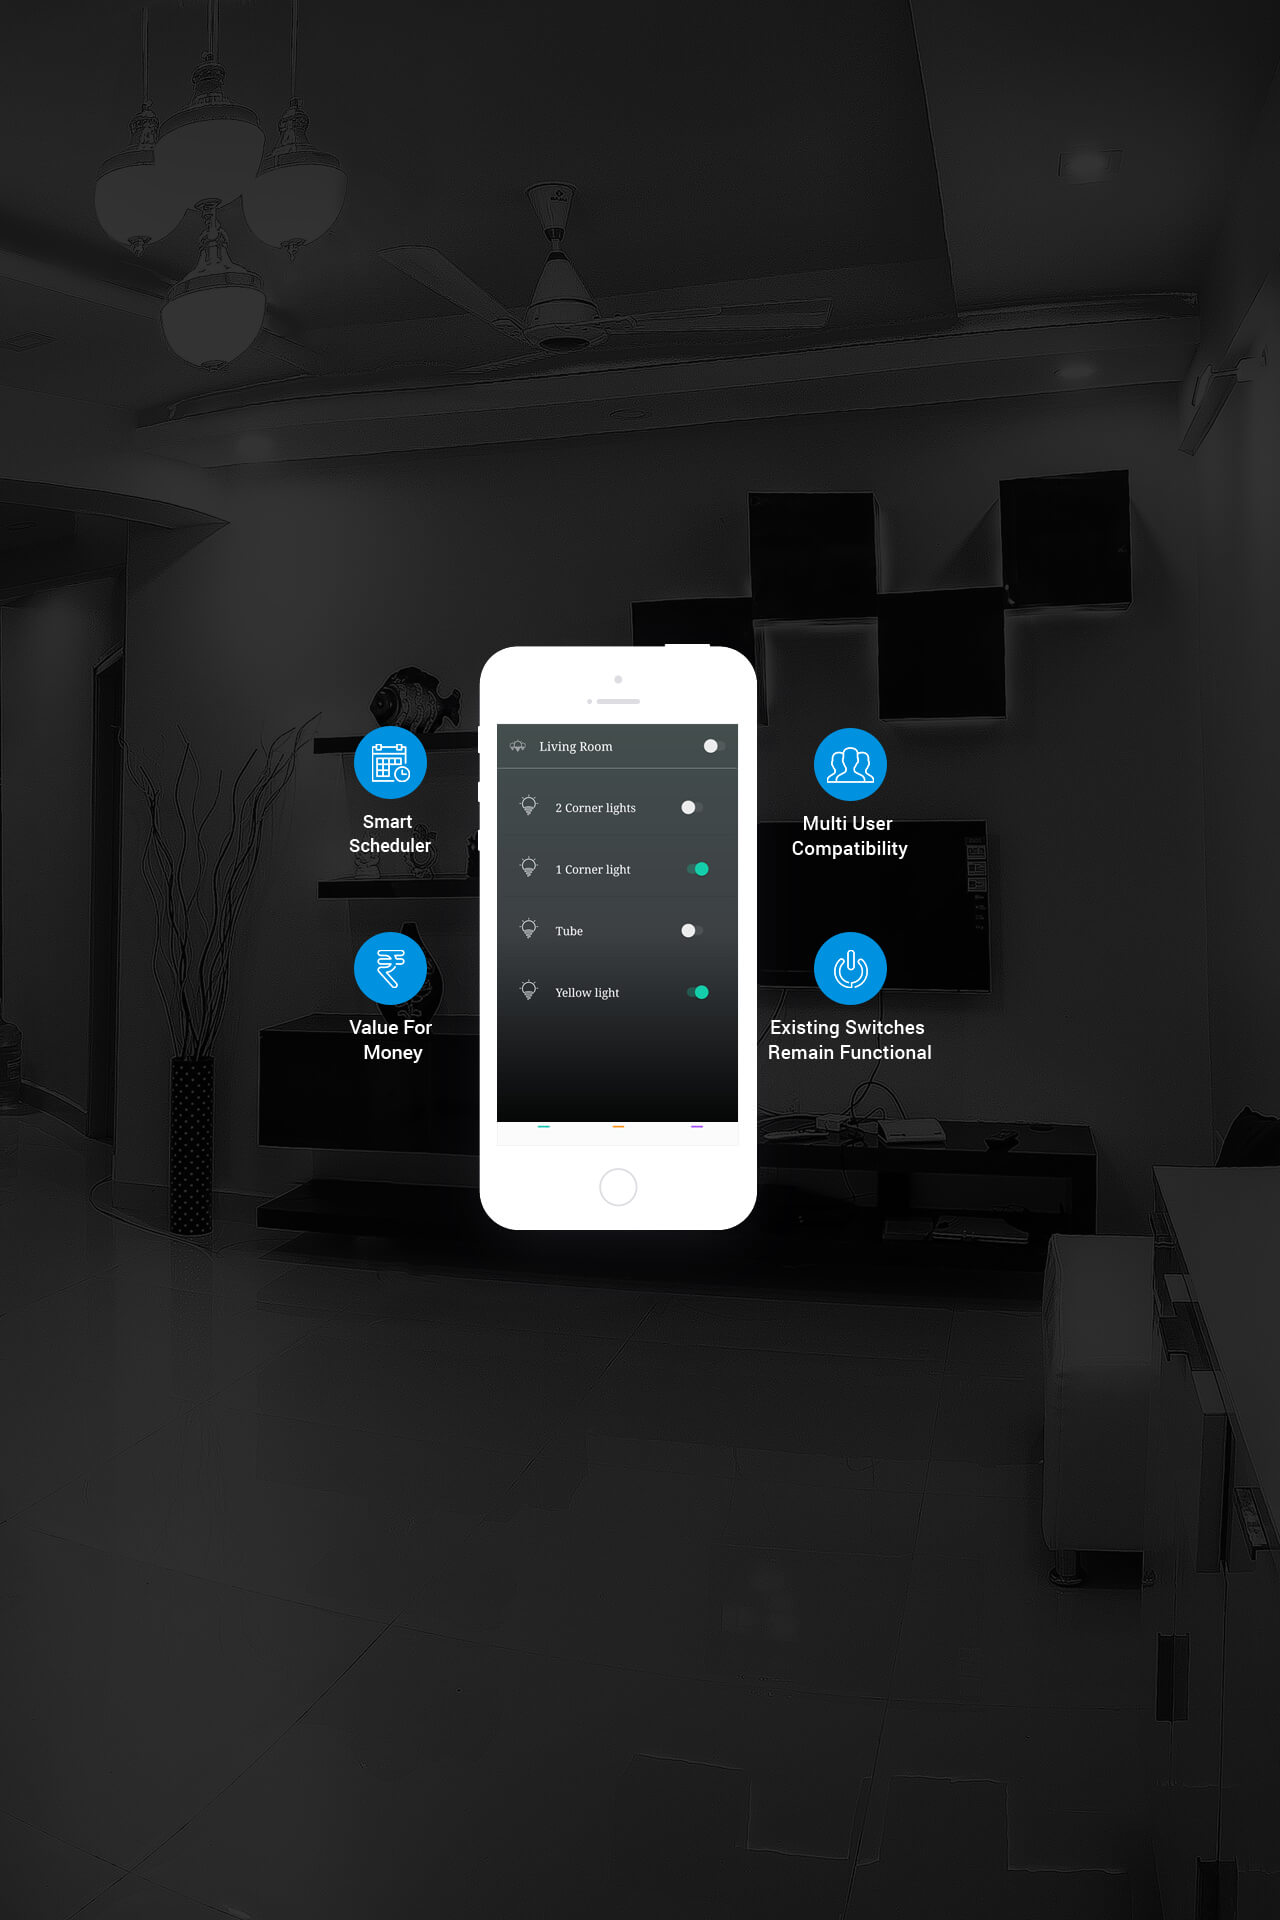 Living Room
2 Corner lights
1 Corner light
Tube
Yellow light
Smart
Scheduler
Value For
Money
Multi User
Compatibility
Existing Switches
Remain Functional